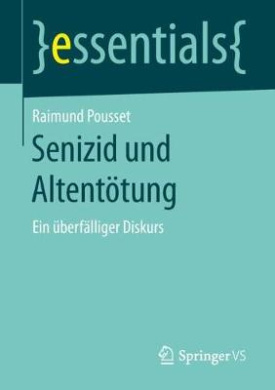 }essentials{
Raimund Pousset
Senizid und
Altentötung
Ein überfälliger Diskurs
Springer VS